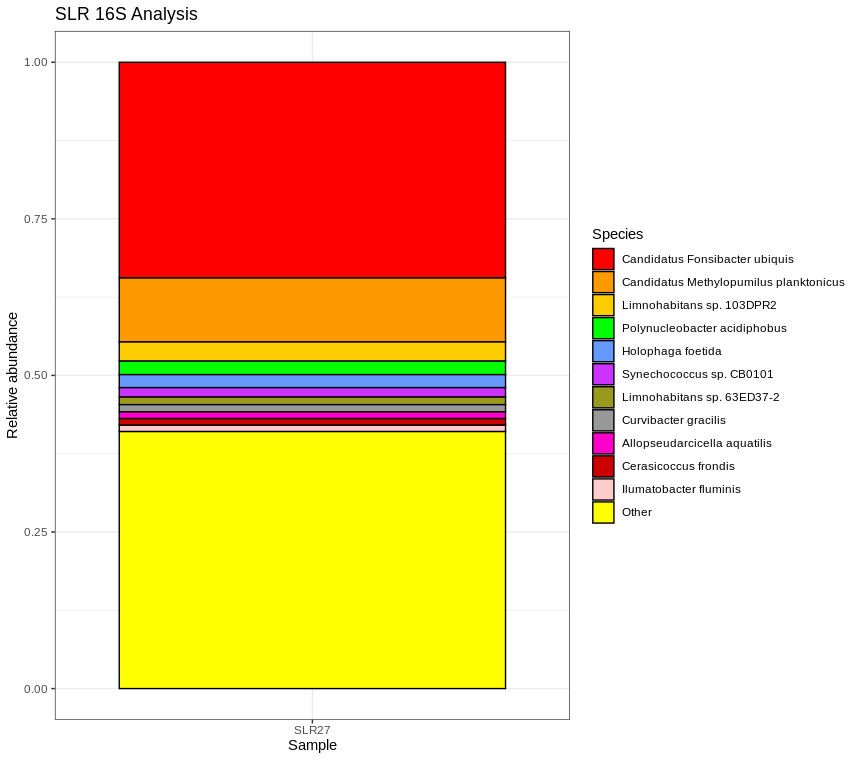 SLR 16S Analysis
1.00
0.75
0.50
0.25
0.00
Relative abundance
SLR27
Sample
Species
Candidatus Fonsibacter ubiquis
Candidatus Methylopumilus planktonicus
Limnohabitans sp. 103DPR2
Polynucleobacter acidiphobus
Holophaga foetida
Synechococcus sp. CB0101
Limnohabitans sp. 63ED37-2
Curvibacter gracilis
Allopseudarcicella aquatilis
Cerasicoccus frondis
Ilumatobacter fluminis
Other